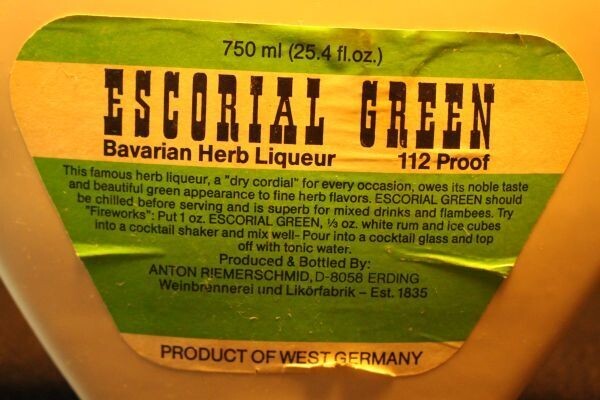 750 ml (25.4 fl.oz.)
ESCORIAL GREEN
Bavarian Herb Liqueur 112 Proof
This famous herb liqueur, a "dry cordial" for every occasion, owes its noble taste
and beautiful green appearance to fine herb flavors. ESCORIAL GREEN should
be chilled before serving and is superb for mixed drinks and flambees. Try
"Fireworks": Put 1 oz. ESCORIAL GREEN, ⅓ oz. white rum and ice cubes
into a cocktail shaker and mix well- Pour into a cocktail glass and top
off with tonic water.
Produced & Bottled By:
ANTON RIEMERSCHMID, D-8058 ERDING
Weinbrennerei und Likörfabrik – Est. 1835
PRODUCT OF WEST GERMANY